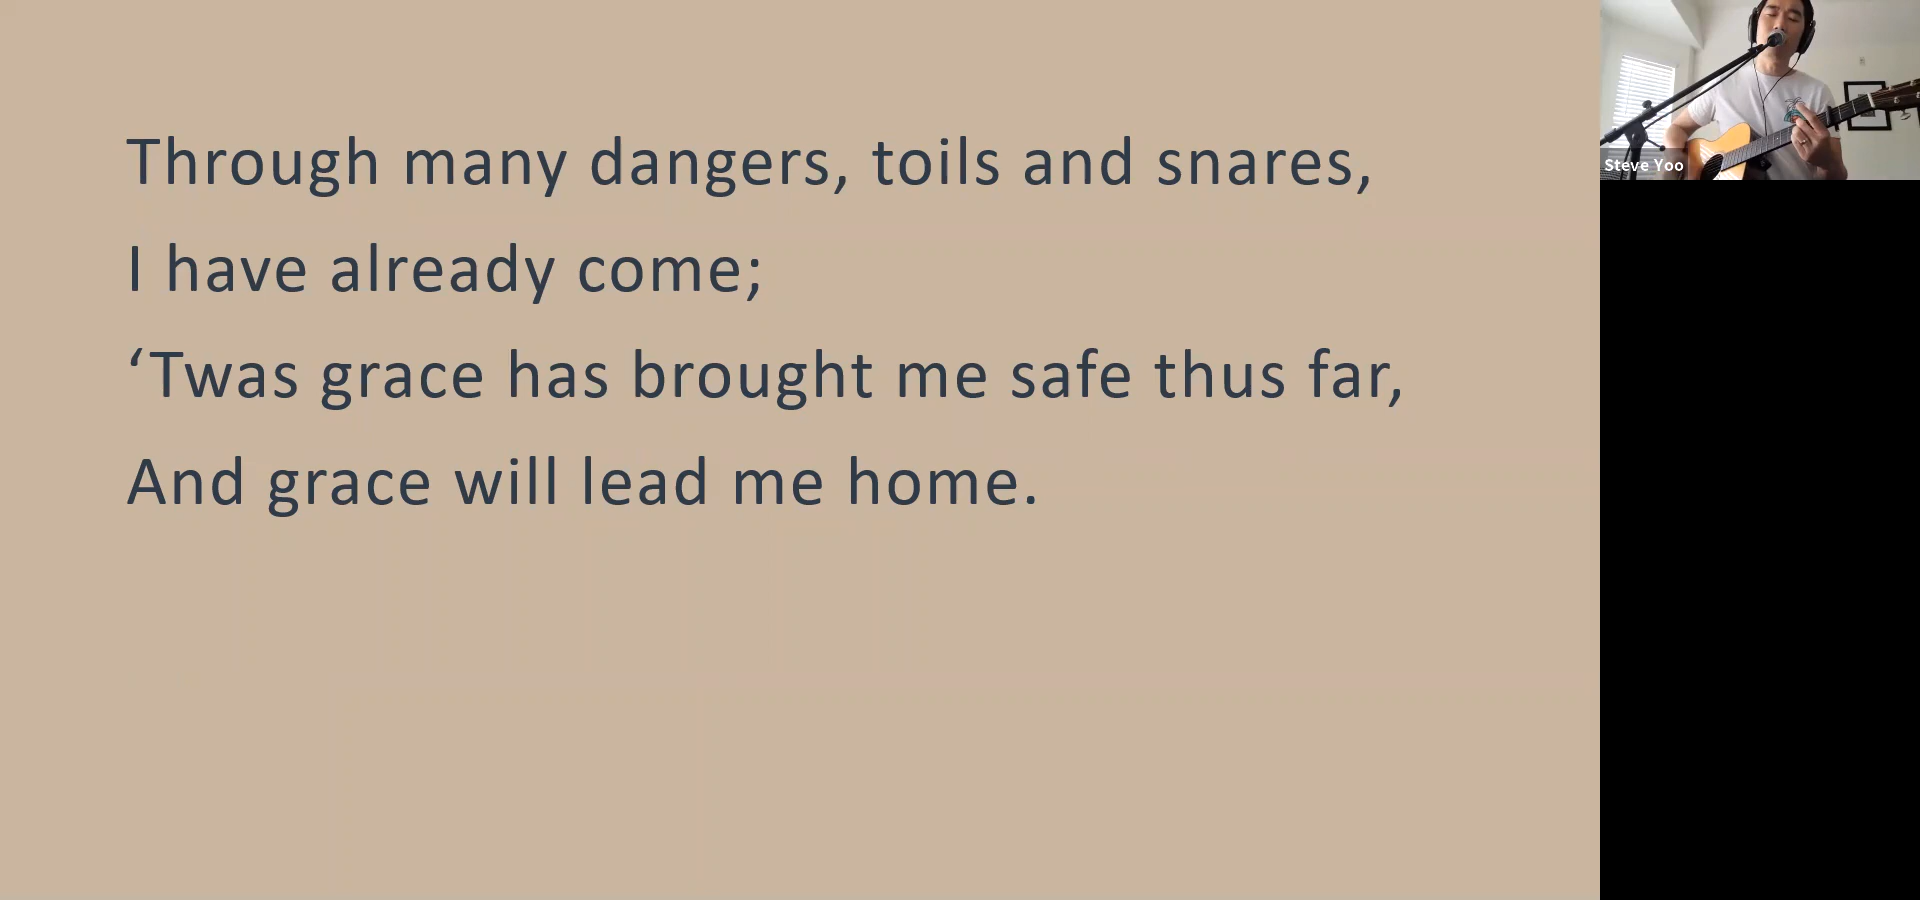 Through many dangers, toils and snares,
I have already come;
‘Twas grace has brought me safe thus far,
And grace will lead me home.
Steve Yoo